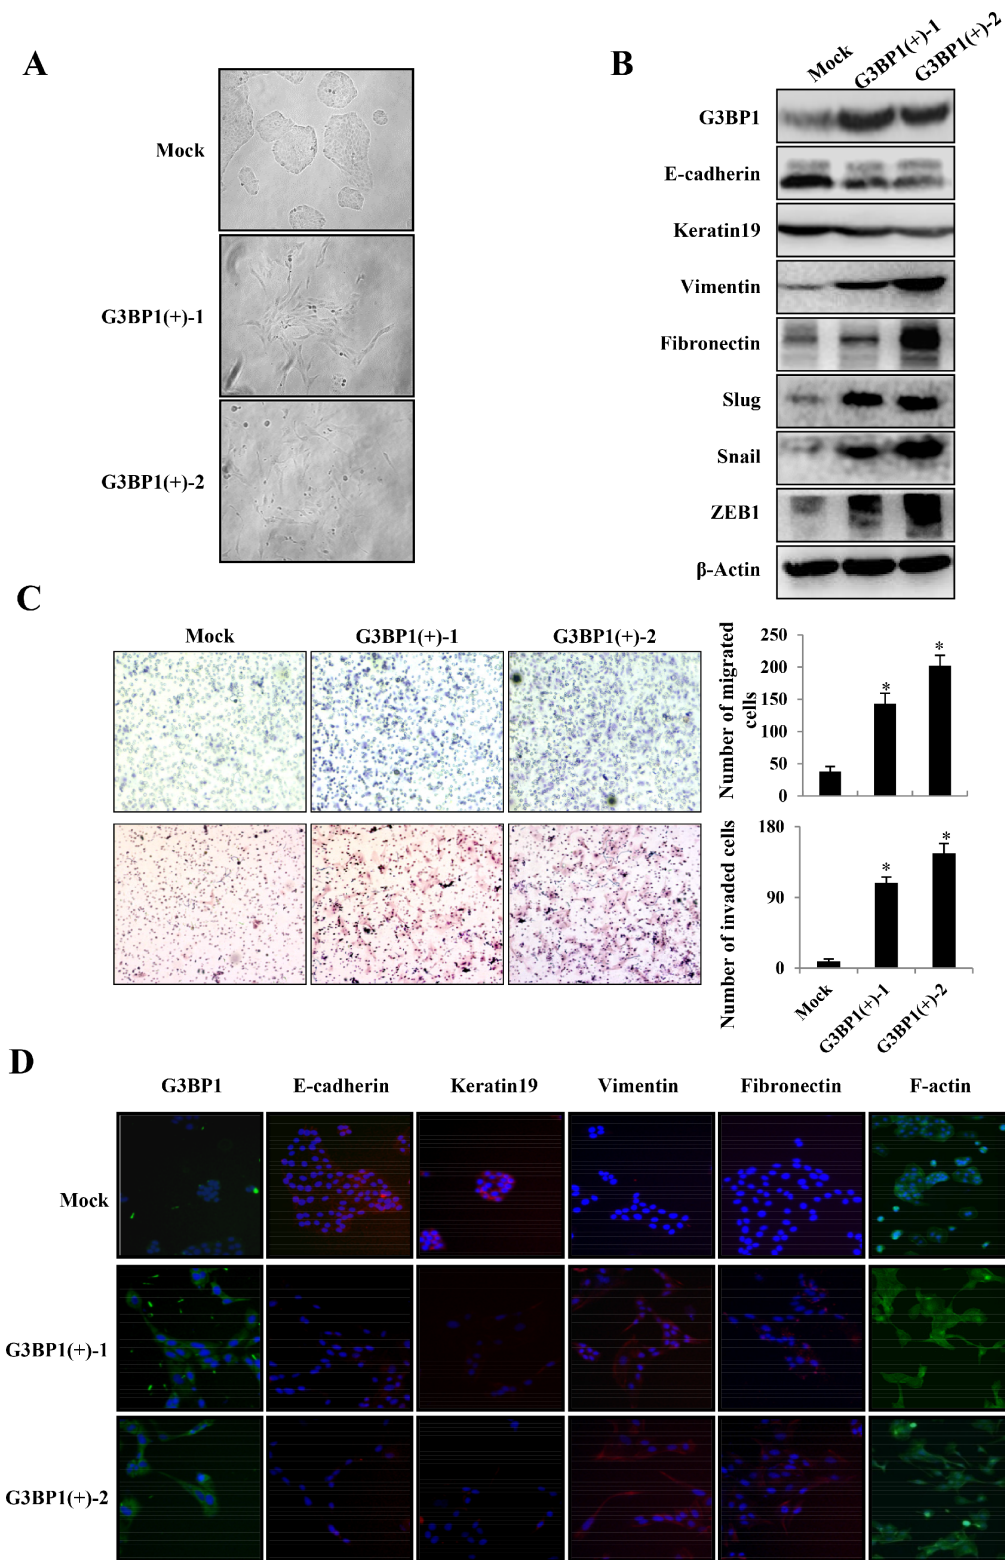 A
Mock
G3BP1(+)-1
G3BP1(+)-2
B
Mock
G3BP1(+)-1
G3BP1(+)-2
G3BP1
E-cadherin
Keratin19
Vimentin
Fibronectin
Slug
Snail
ZEB1
β-Actin
C
Mock
G3BP1(+)-1
G3BP1(+)-2
Number of migrated
cells
250
200
150
100
50
0
*
*
Number of invaded cells
180
90
0
*
*
Mock
G3BP1(+)-1
G3BP1(+)-2
D
G3BP1
E-cadherin
Keratin19
Vimentin
Fibronectin
F-actin
Mock
G3BP1(+)-1
G3BP1(+)-2